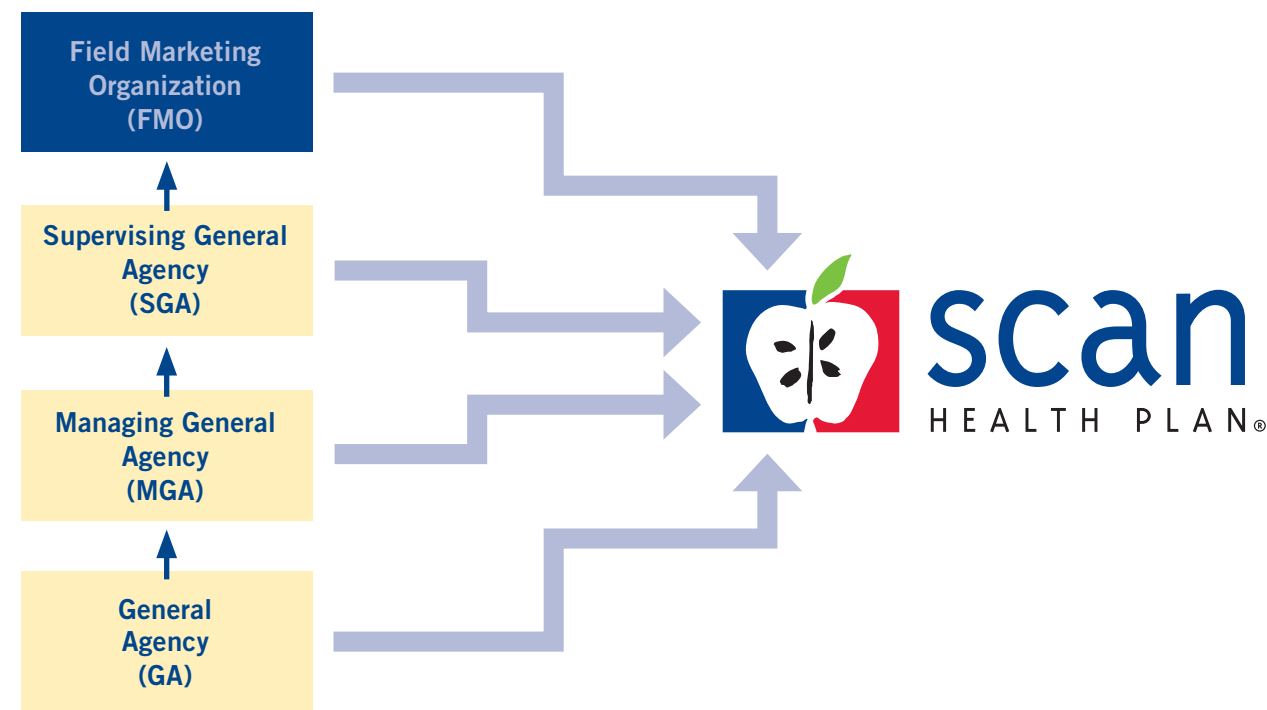 Field Marketing
Organization
(FMO)
Supervising General
Agency
(SGA)
Managing General
Agency
(MGA)
General
Agency
(GA)
scan
HEALTH PLAN®